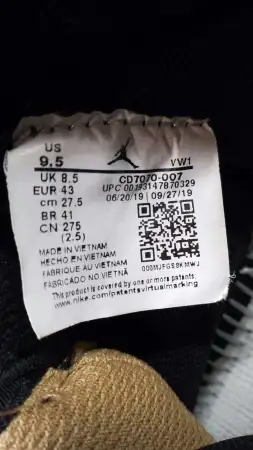 US
9.5
VW1
UK 8.5
CD7070-007
EUR 43
UPC 00193147870329
cm 27.5
06/20/19 | 09/27/19
BR 41
CN 275
(2.5)
MADE IN VIETNAM
HECHO EN VIETNAM
FABRIQUE AU VIETNAM
FABRICADO NO VIETNÃ
This product is covered by one or more patents.
www.nike.com/patentsvirtualmarking